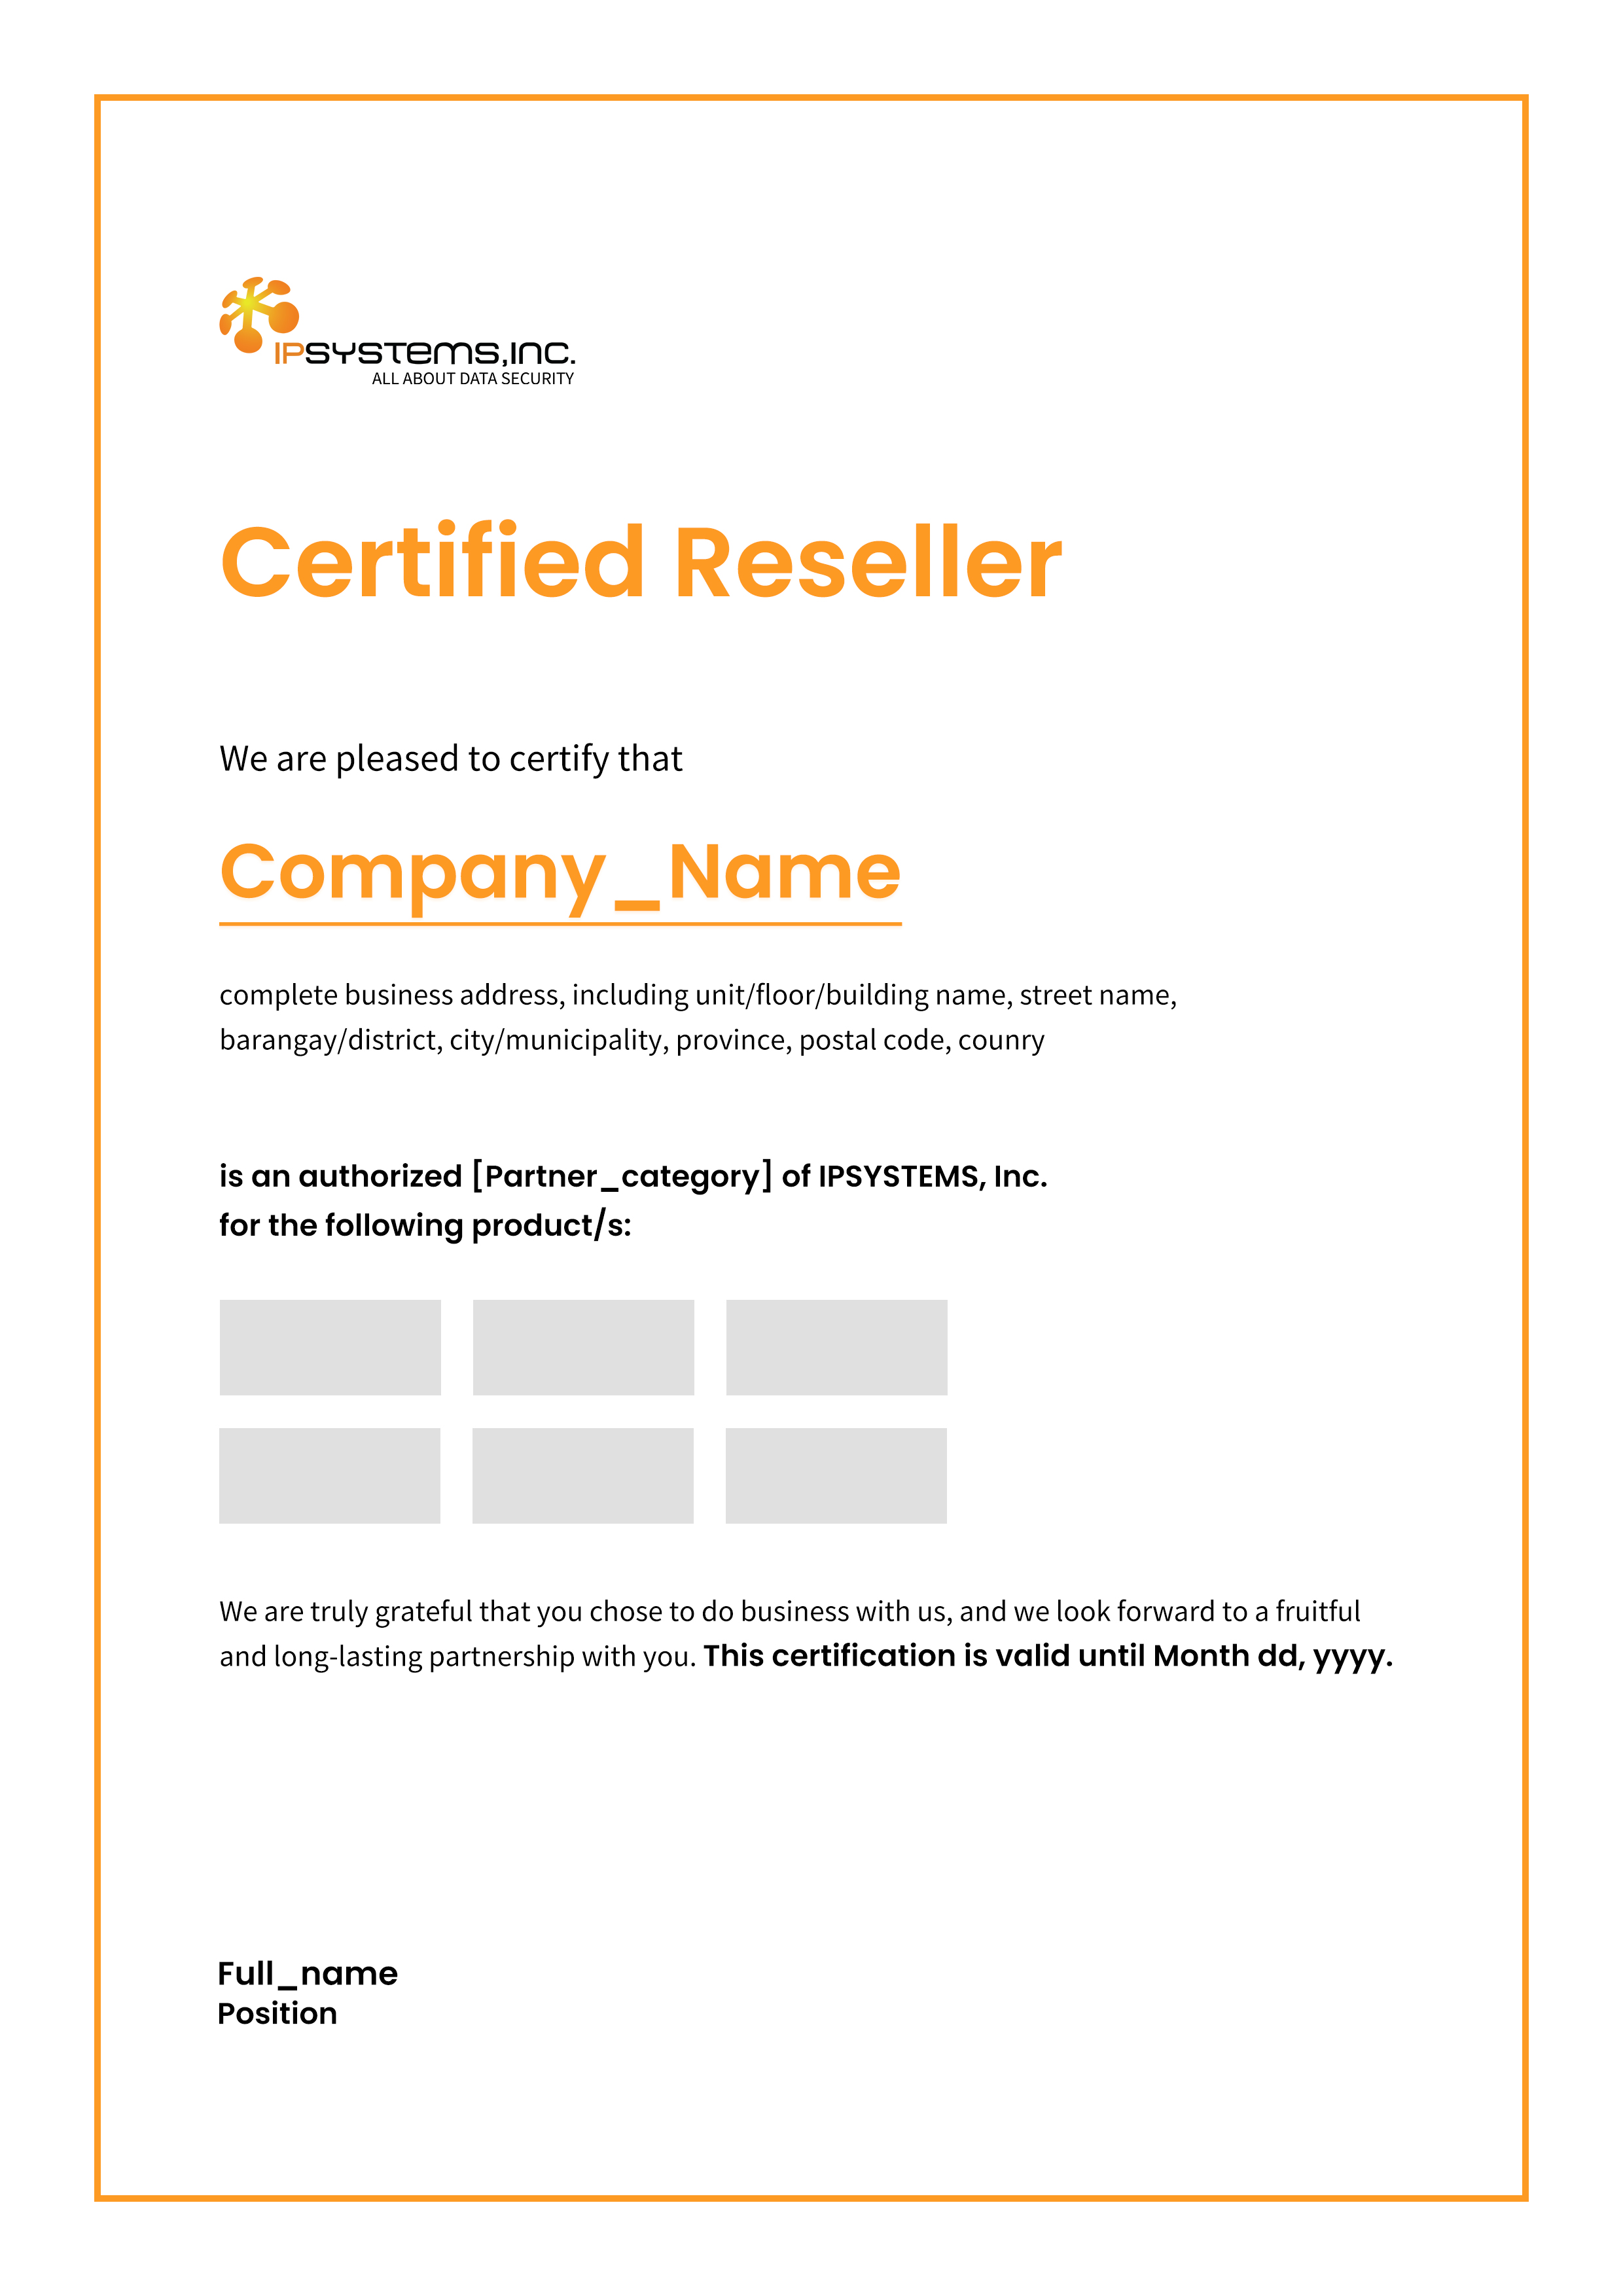 IPSYSTEMS,INC.
ALL ABOUT DATA SECURITY
Certified Reseller
We are pleased to certify that
Company_Name
complete business address, including unit/floor/building name, street name,
barangay/district, city/municipality, province, postal code, counry
is an authorized [Partner_category] of IPSYSTEMS, Inc.
for the following product/s:
We are truly grateful that you chose to do business with us, and we look forward to a fruitful
and long-lasting partnership with you. This certification is valid until Month dd, yyyy.
Full_name
Position